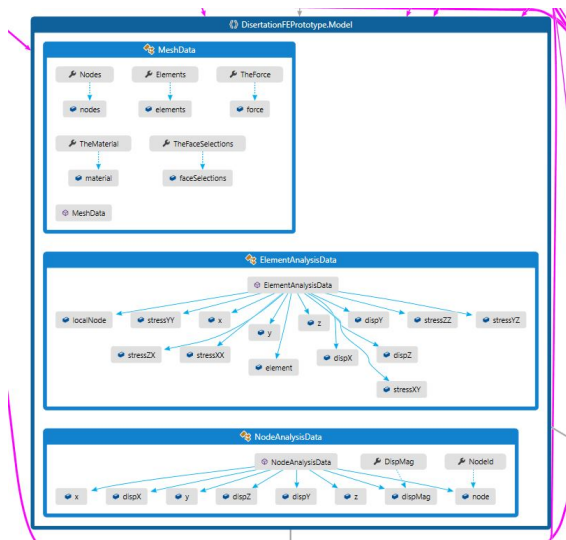 DisertationFEPrototype.Model
MeshData
Nodes Elements TheForce
nodes elements force
TheMaterial TheFaceSelections
material faceSelections
MeshData
ElementAnalysisData
ElementAnalysisData
localNode stressYY x z dispY stressZZ stressYZ
y
stressZX stressXX dispX dispZ
element
stressXY
NodeAnalysisData
NodeAnalysisData DispMag NodeId
x dispX y dispZ dispY z dispMag node